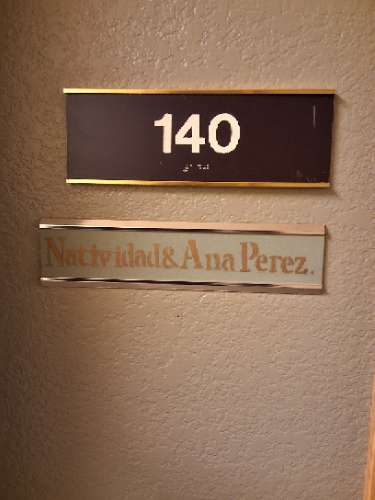 140
Natividad & Ana Perez.